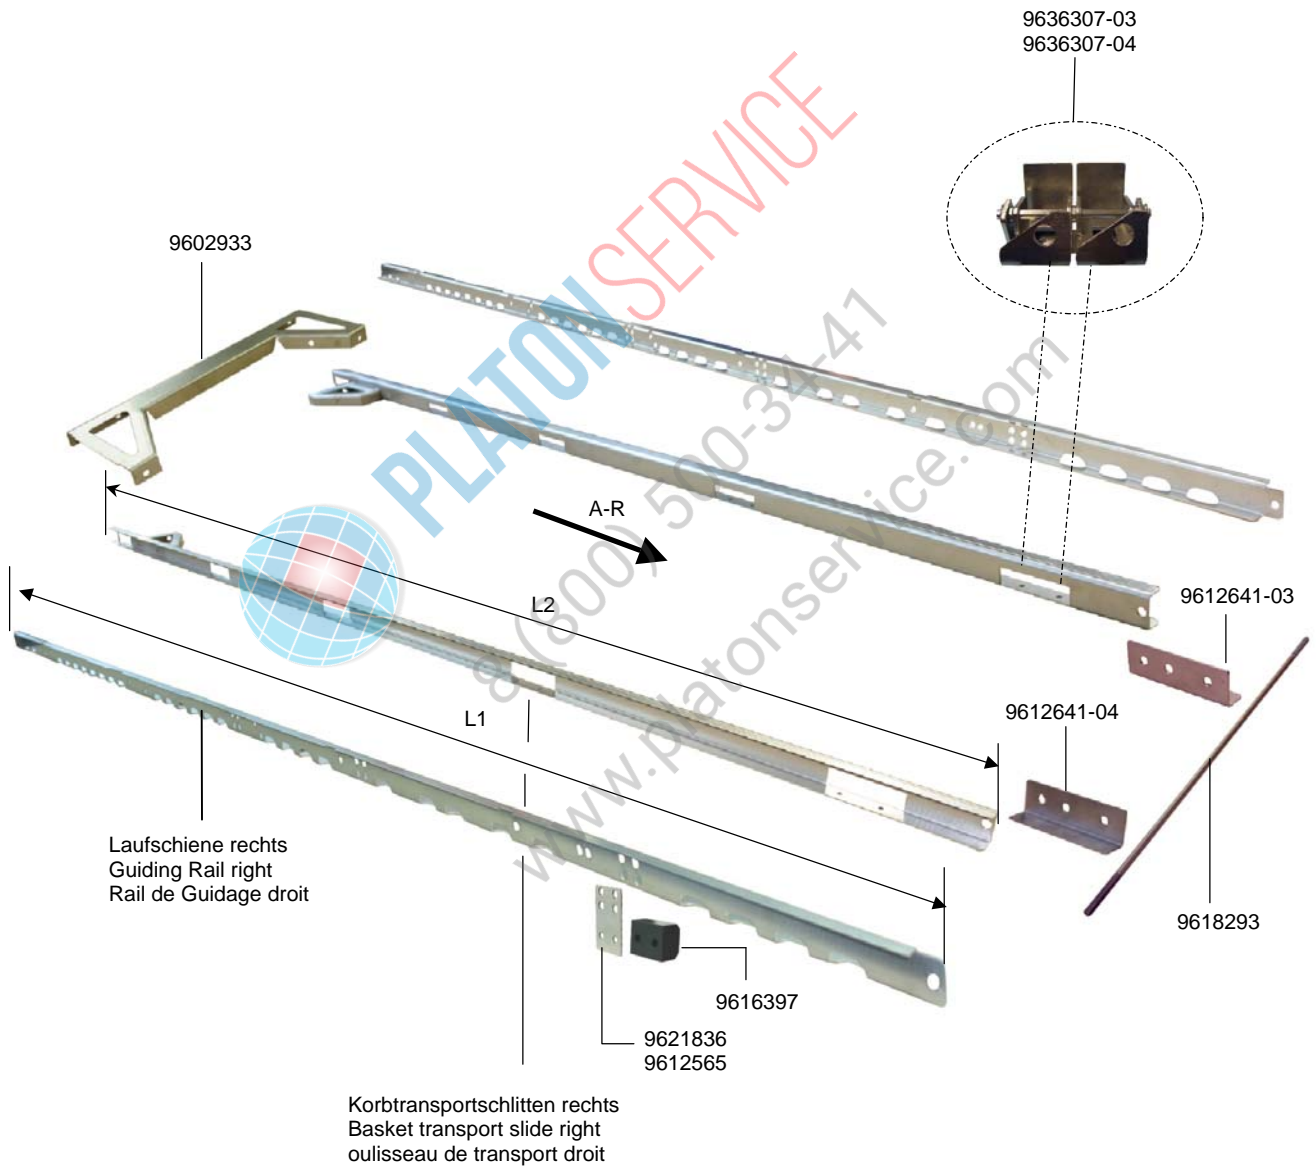 9636307-03
9636307-04
9602933
PLATONSERVICE
8 (800) 500-34-41
www.platonservice.com
A-R
L2
9612641-03
L1
9612641-04
Laufschiene rechts
Guiding Rail right
Rail de Guidage droit
9618293
9616397
9621836
9612565
Korbtransportschlitten rechts
Basket transport slide right
oulisseau de transport droit